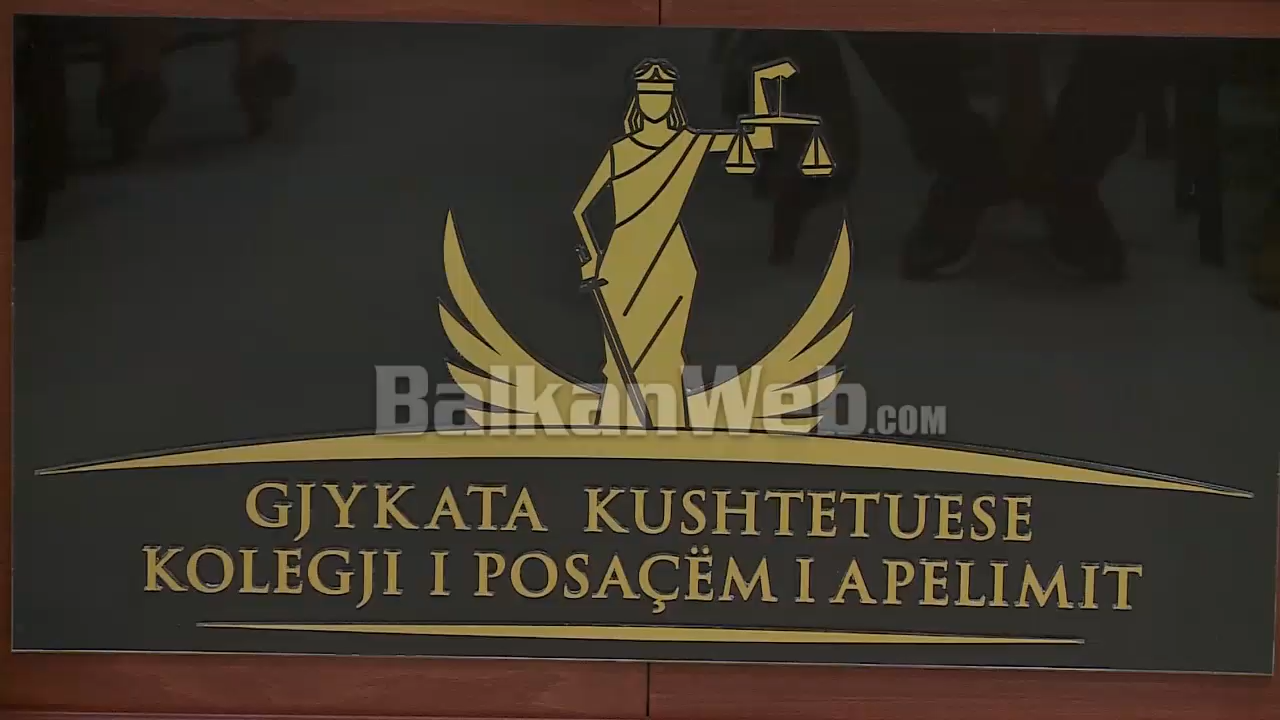 BalkanWeb.com
GJYKATA KUSHTETUESE
KOLEGJI I POSAÇËM I APELIMIT